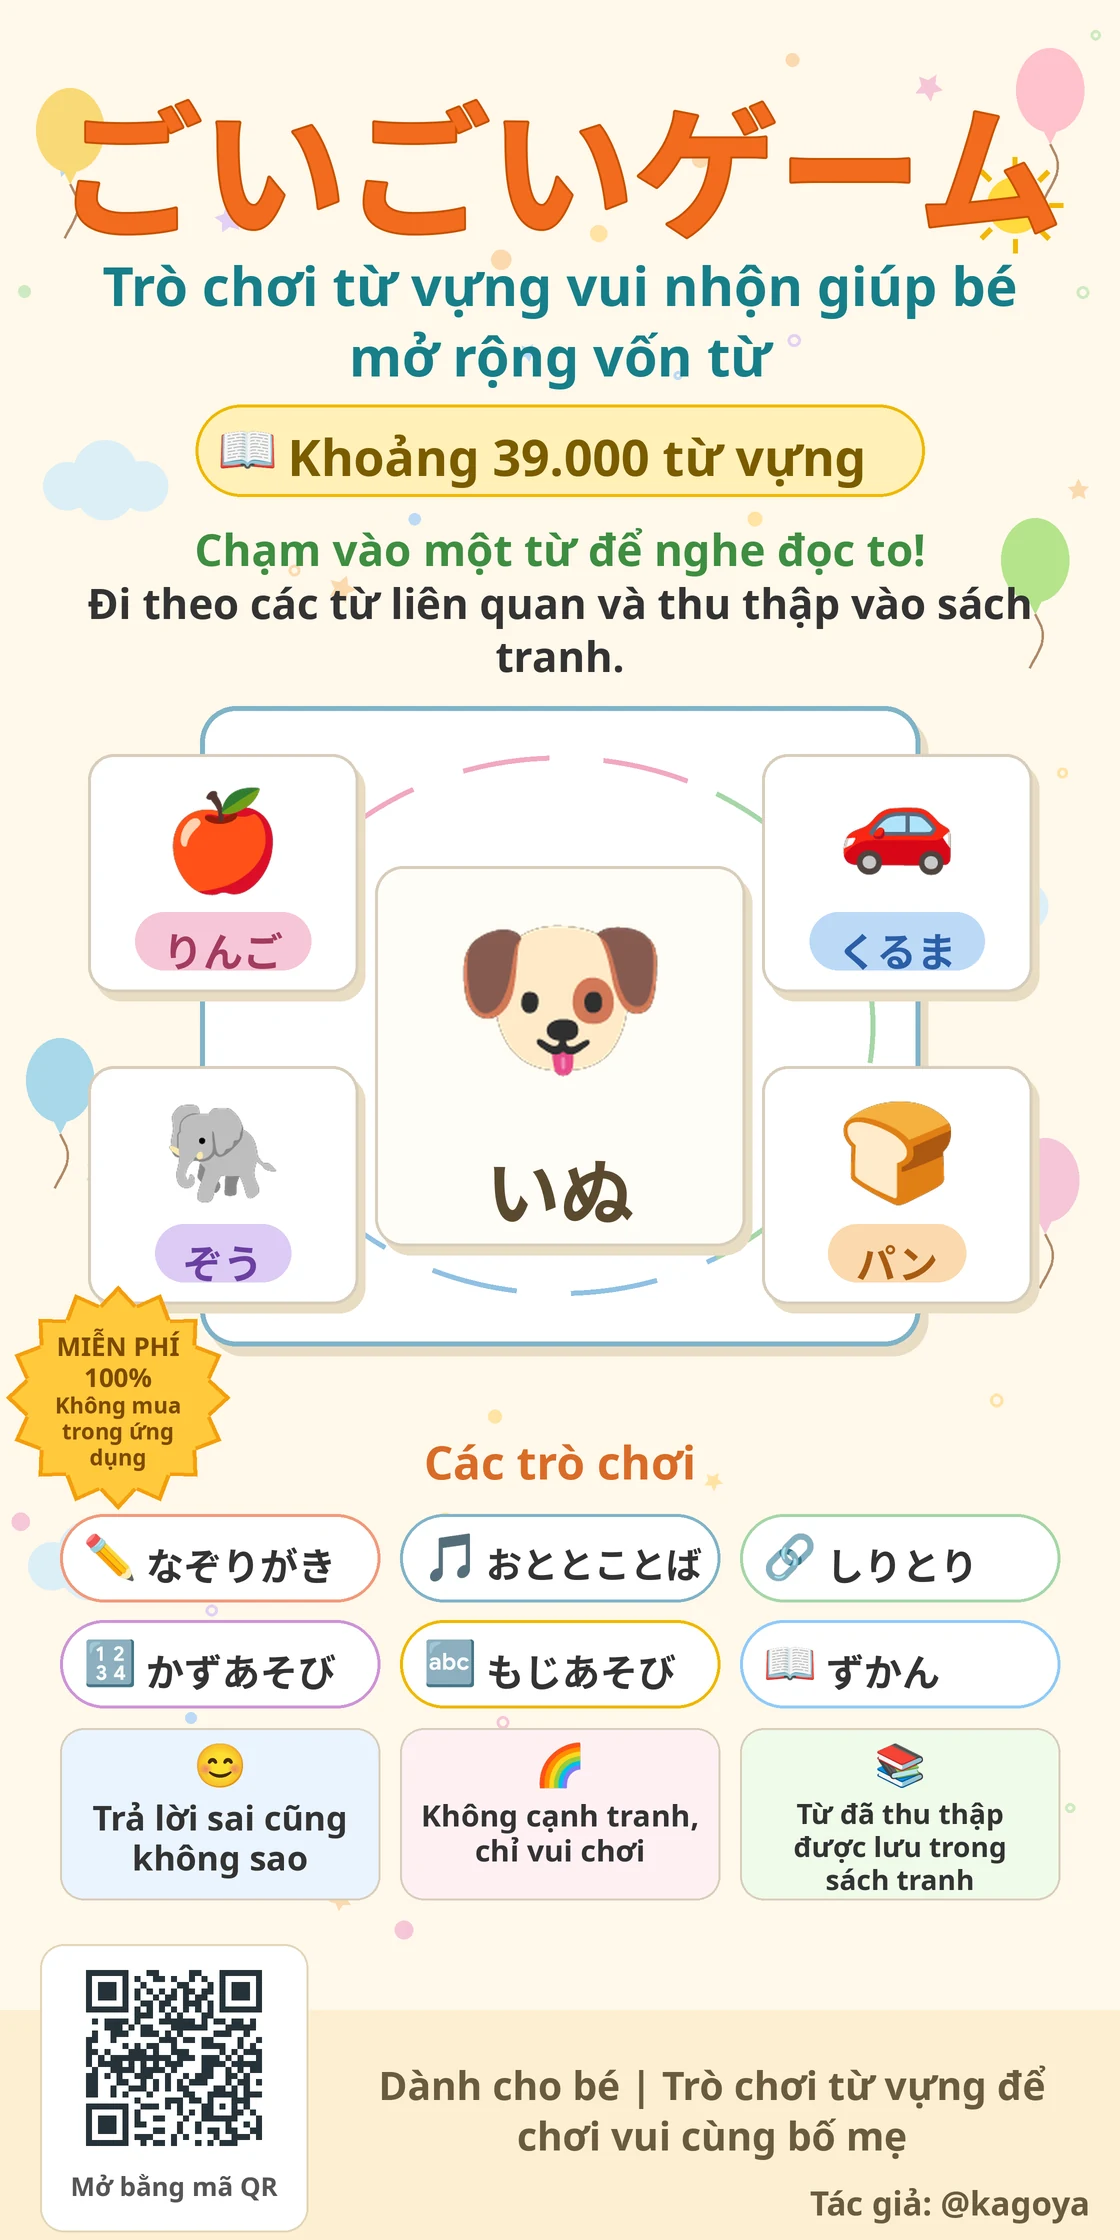 ごいごいゲーム
Trò chơi từ vựng vui nhộn giúp bé
mở rộng vốn từ
Khoảng 39.000 từ vựng
Chạm vào một từ để nghe đọc to!
Đi theo các từ liên quan và thu thập vào sách
tranh.
りんご
くるま
いぬ
ぞう
パン
MIỄN PHÍ
100%
Không mua
trong ứng
dụng
Các trò chơi
なぞりがき
おととことば
しりとり
かずあそび
もじあそび
ずかん
Trả lời sai cũng
không sao
Không cạnh tranh,
chỉ vui chơi
Từ đã thu thập
được lưu trong
sách tranh
Mở bằng mã QR
Dành cho bé | Trò chơi từ vựng để
chơi vui cùng bố mẹ
Tác giả: @kagoya